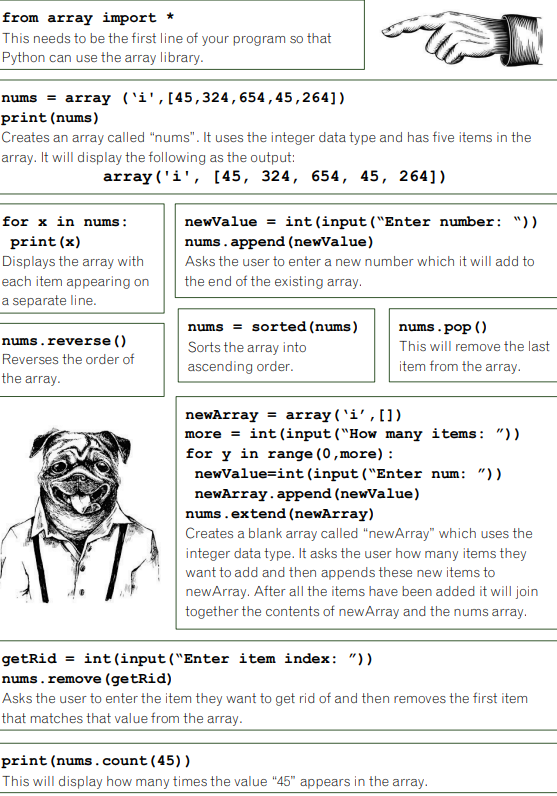 from array import *
This needs to be the first line of your program so that
Python can use the array library.
nums = array (‘i',[45,324,654,45,264])
print(nums)
Creates an array called “nums”. It uses the integer data type and has five items in the
array. It will display the following as the output:
array('i', [45, 324, 654, 45, 264])
for x in nums:
print(x)
Displays the array with
each item appearing on
a separate line.
newValue = int(input(“Enter number: “))
nums.append(newValue)
Asks the user to enter a new number which it will add to
the end of the existing array.
nums.reverse()
Reverses the order of
the array.
nums = sorted(nums)
Sorts the array into
ascending order.
nums.pop()
This will remove the last
item from the array.
newArray = array(‘i’,[])
more = int(input(“How many items: ”))
for y in range(0,more):
newValue=int(input(“Enter num: ”))
newArray.append(newValue)
nums.extend(newArray)
Creates a blank array called “newArray” which uses the
integer data type. It asks the user how many items they
want to add and then appends these new items to
newArray. After all the items have been added it will join
together the contents of newArray and the nums array.
getRid = int(input(“Enter item index: ”))
nums.remove(getRid)
Asks the user to enter the item they want to get rid of and then removes the first item
that matches that value from the array.
print(nums.count(45))
This will display how many times the value “45” appears in the array.